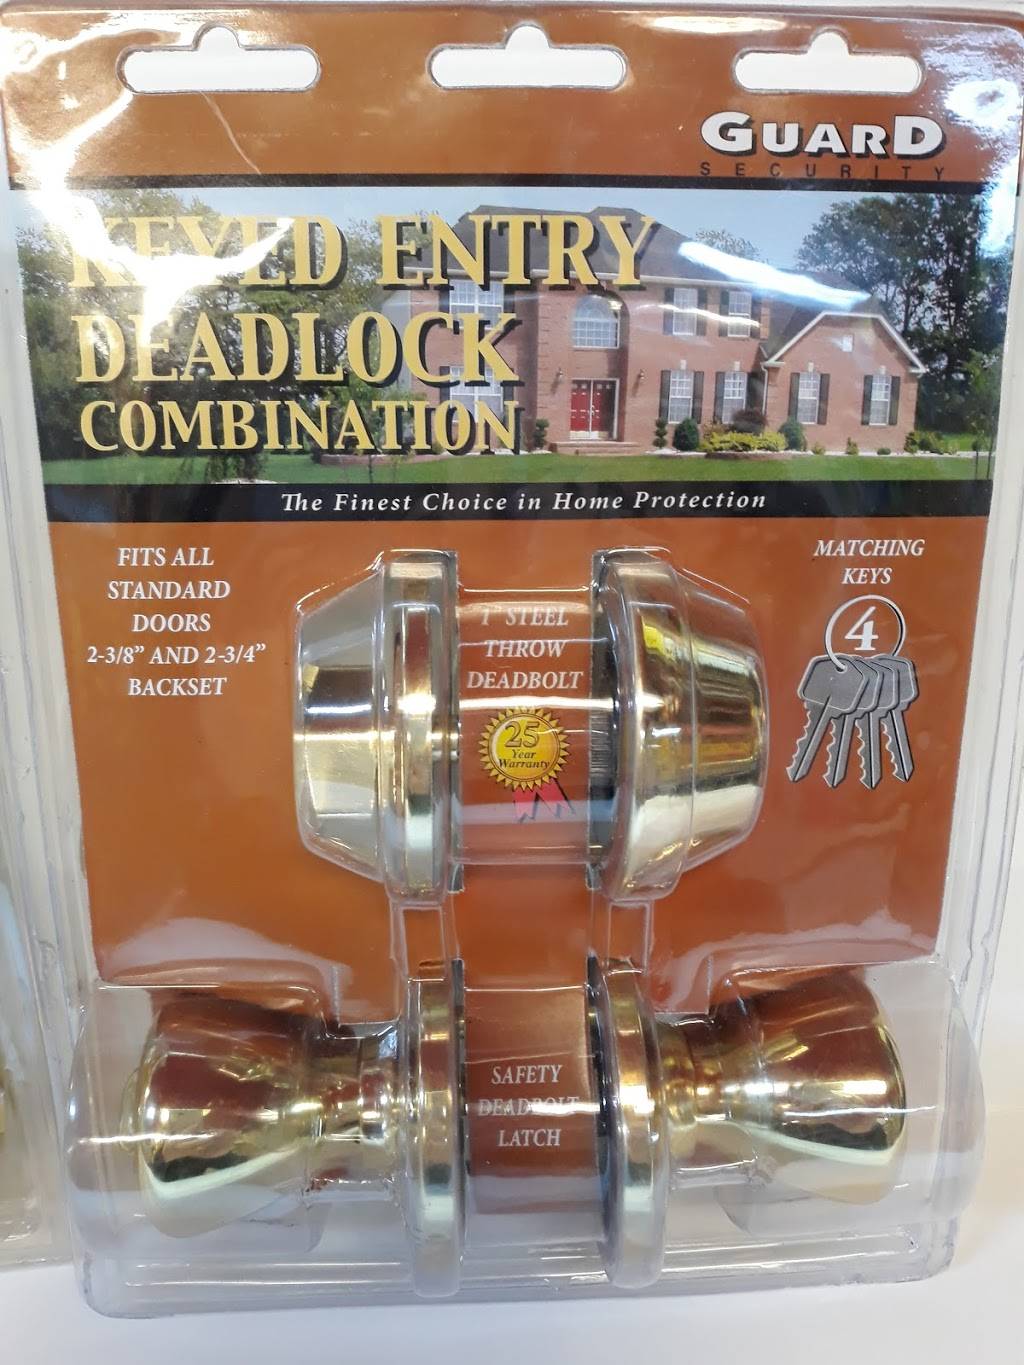 GUARD
SECURITY
KEYED ENTRY
DEADLOCK
COMBINATION
The Finest Choice in Home Protection
FITS ALL
STANDARD
DOORS
2-3/8" AND 2-3/4"
BACKSET
1" STEEL
THROW
DEADBOLT
25
Year
Warranty
MATCHING
KEYS
4
SAFETY
DEADBOLT
LATCH